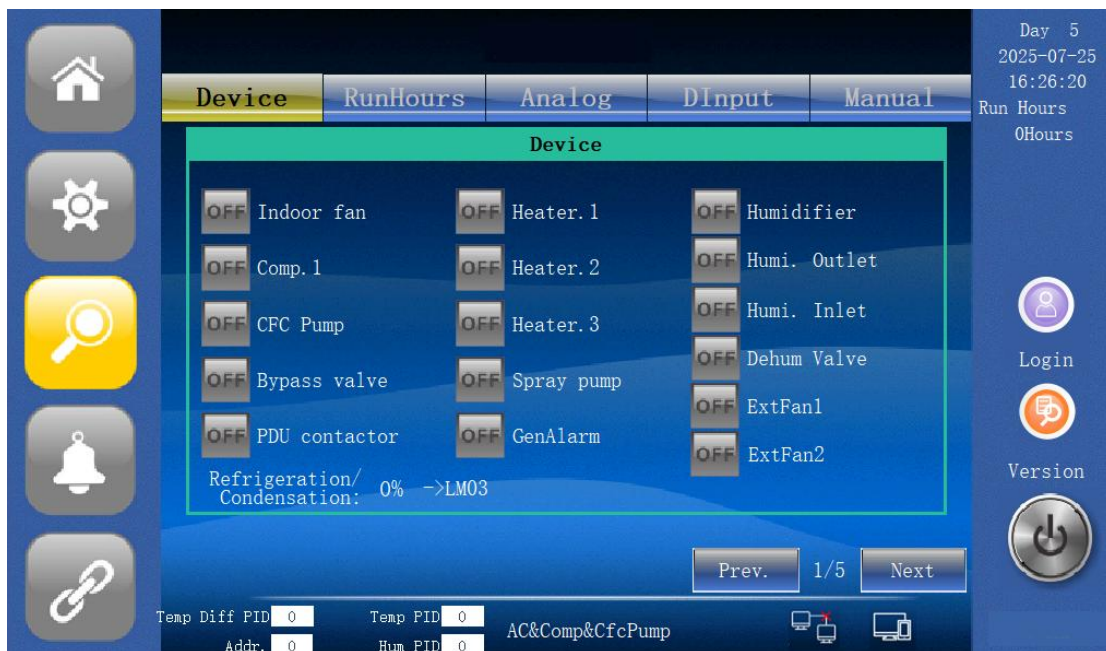 Day 5
2025-07-25
16:26:20
Run Hours
0Hours
Device RunHours Analog DInput Manual
Device
OFF Indoor fan OFF Heater.1 OFF Humidifier
OFF Comp.1 OFF Heater.2 OFF Humi. Outlet
OFF CFC Pump OFF Heater.3 OFF Humi. Inlet
OFF Bypass valve OFF Spray pump OFF Dehum Valve
OFF PDU contactor OFF GenAlarm OFF ExtFan1
OFF ExtFan2
Refrigeration/
Condensation: 0% ->LM03
Login
Version
Prev. 1/5 Next
Temp Diff PID 0 Temp PID 0
AC&Comp&CfcPump
Addr. 0 Hum PID 0